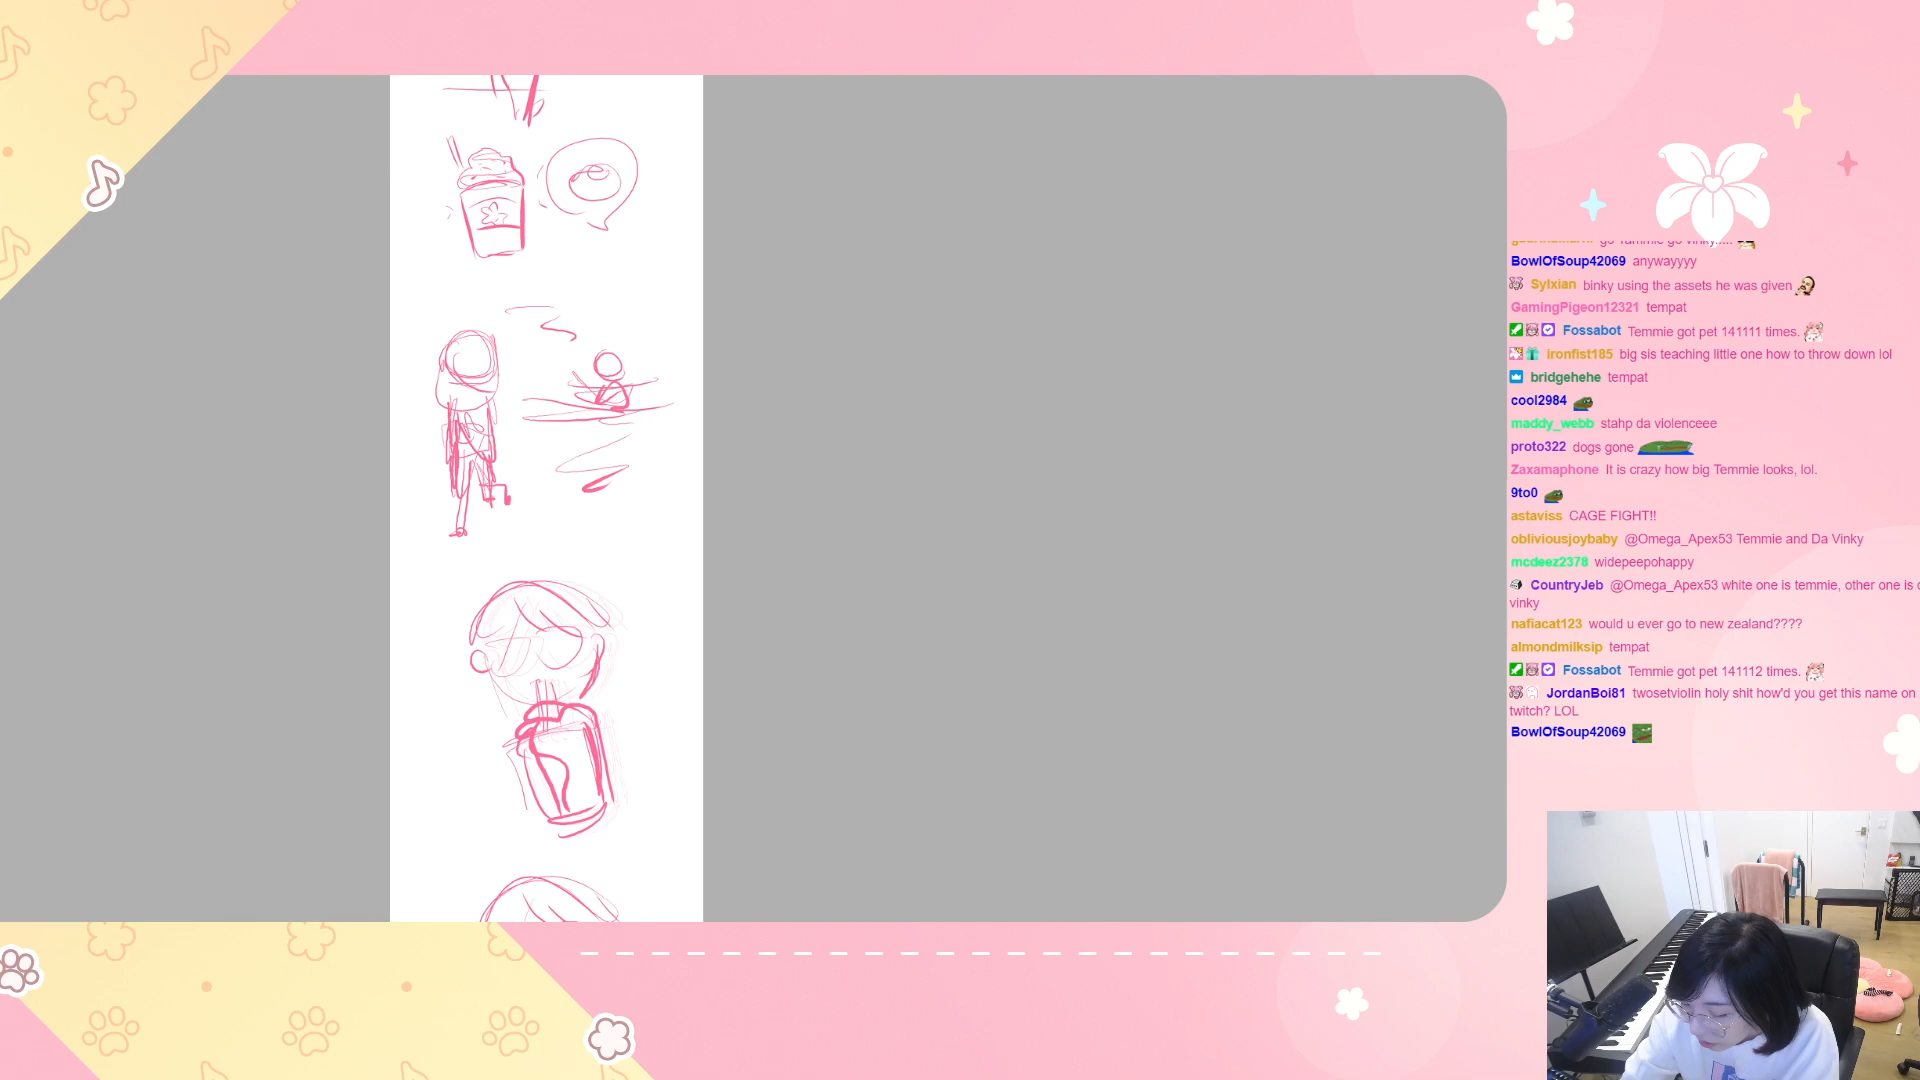 go Temmie go vinky.....
BowlOfSoup42069 anywayyyy
Sylxian binky using the assets he was given
GamingPigeon12321 tempat
Fossabot Temmie got pet 141111 times.
ironfist185 big sis teaching little one how to throw down lol
bridgehehe tempat
cool2984
maddy_webb stahp da violenceee
proto322 dogs gone
Zaxamaphone It is crazy how big Temmie looks, lol.
9to0
astaviss CAGE FIGHT!!
obliviousjoybaby @Omega_Apex53 Temmie and Da Vinky
mcdeez2378 widepeepohappy
CountryJeb @Omega_Apex53 white one is temmie, other one is
vinky
nafiacat123 would u ever go to new zealand????
almondmilksip tempat
Fossabot Temmie got pet 141112 times.
JordanBoi81 twosetviolin holy shit how'd you get this name on
twitch? LOL
BowlOfSoup42069